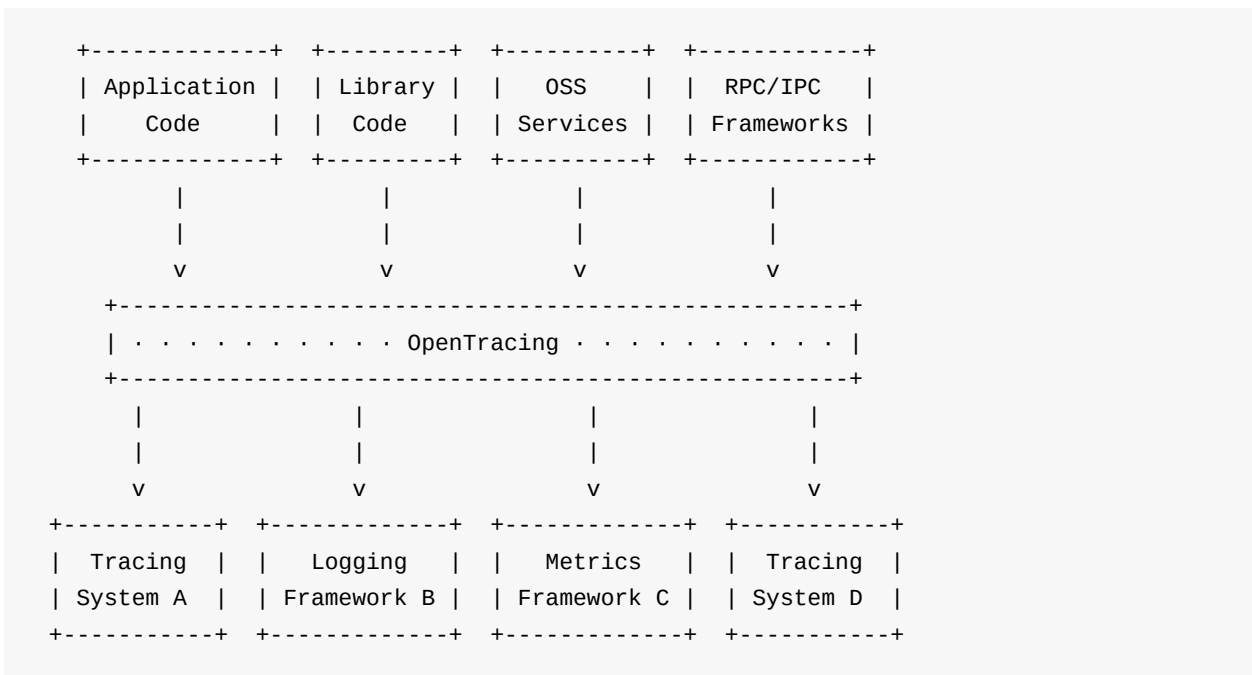 +-------------+  +---------+  +----------+  +------------+
| Application |  | Library |  |   OSS    |  |  RPC/IPC   |
|    Code     |  |  Code   |  | Services |  | Frameworks |
+-------------+  +---------+  +----------+  +------------+
       |              |             |             |
       |              |             |             |
       v              v             v             v
  +-----------------------------------------------------+
  | · · · · · · · · · · OpenTracing · · · · · · · · · · |
  +-----------------------------------------------------+
    |               |                |               |
    |               |                |               |
    v               v                v               v
+-----------+  +-------------+  +-------------+  +-----------+
|  Tracing  |  |   Logging   |  |   Metrics   |  |  Tracing  |
| System A  |  | Framework B |  | Framework C |  | System D  |
+-----------+  +-------------+  +-------------+  +-----------+